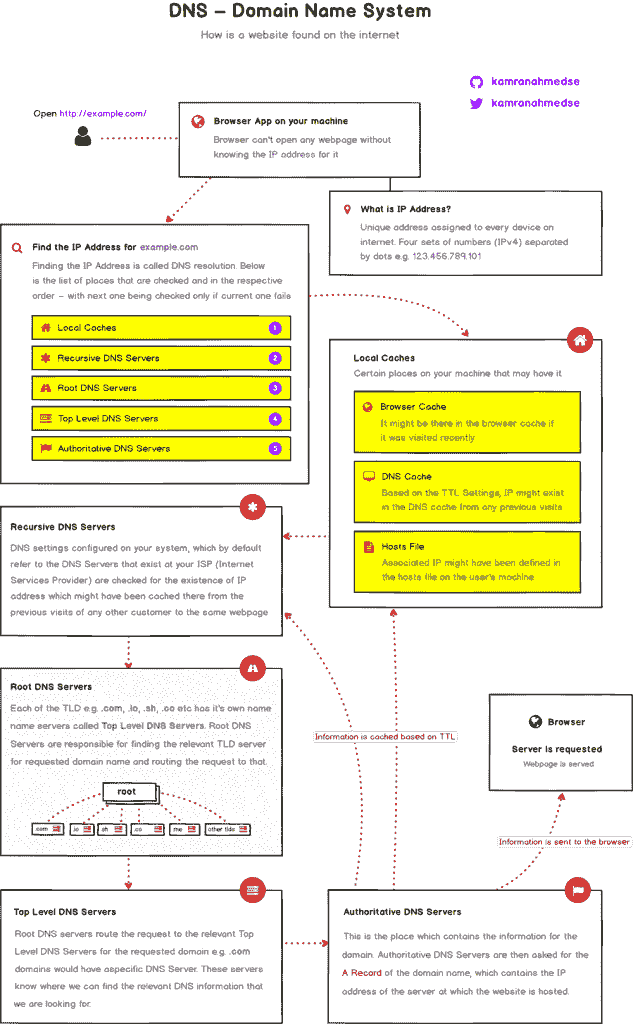 DNS – Domain Name System
How is a website found on the internet
kamranahmedse
kamranahmedse
Open http://example.com/
Browser App on your machine
Browser can't open any webpage without
knowing the IP address for it
What is IP Address?
Unique address assigned to every device on
internet. Four sets of numbers (IPv4) separated
by dots e.g. 123.456.789.101
Find the IP Address for example.com
Finding the IP Address is called DNS resolution. Below
is the list of places that are checked and in the respective
order – with next one being checked only if current one fails
Local Caches 1
Recursive DNS Servers 2
Root DNS Servers 3
Top Level DNS Servers 4
Authoritative DNS Servers 5
Local Caches
Certain places on your machine that may have it
Browser Cache
It might be there in the browser cache if
it was visited recently
DNS Cache
Based on the TTL Settings, IP might exist
in the DNS cache from any previous visits
Hosts File
Associated IP might have been defined in
the hosts file on the user's machine
Recursive DNS Servers
DNS settings configured on your system, which by default
refer to the DNS Servers that exist at your ISP (Internet
Services Provider) are checked for the existence of IP
address which might have been cached there from the
previous visits of any other customer to the same webpage
Root DNS Servers
Each of the TLD e.g. .com, .io, .sh, .co etc has it's own name
name servers called Top Level DNS Servers. Root DNS
Servers are responsible for finding the relevant TLD server
for requested domain name and routing the request to that.
root
.com .io .sh .co .me other tlds
Information is cached based on TTL
Browser
Server is requested
Webpage is served
Information is sent to the browser
Top Level DNS Servers
Root DNS servers route the request to the relevant Top
Level DNS Servers for the requested domain e.g. .com
domains would have aspecific DNS Server. These servers
know where we can find the relevant DNS information that
we are looking for.
Authoritative DNS Servers
This is the place which contains the information for the
domain. Authoritative DNS Servers are then asked for the
A Record of the domain name, which contains the IP
address of the server at which the website is hosted.